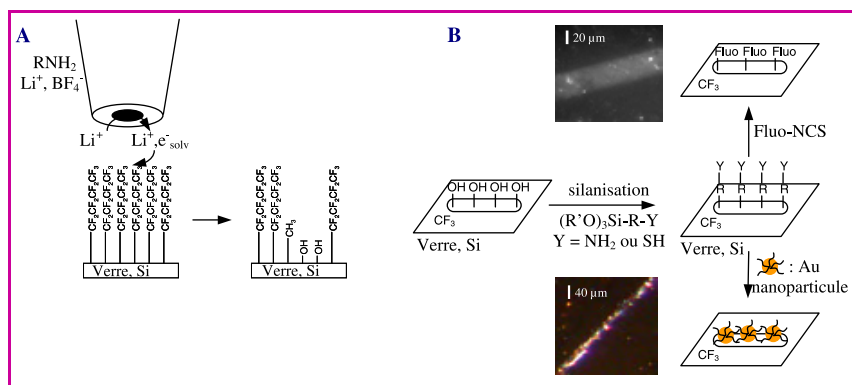 A
RNH2
Li+, BF4-
Li+
Li+,e-solv
CF2CF2CF2CF3
CF2CF2CF2CF3
CF2CF2CF2CF3
CF2CF2CF2CF3
CF2CF2CF2CF3
CF2CF2CF2CF3
Verre, Si
CF2CF2CF2CF3
CF2CF2CF2CF3
CH3
OH
OH
CF2CF2CF2CF3
Verre, Si
B
20 µm
Fluo Fluo Fluo
CF3
Fluo-NCS
OH OH OH OH
CF3
Verre, Si
silanisation
(R'O)3Si-R-Y
Y = NH2 ou SH
Y Y Y Y
R R R R
CF3
Verre, Si
: Au
nanoparticule
40 µm
CF3